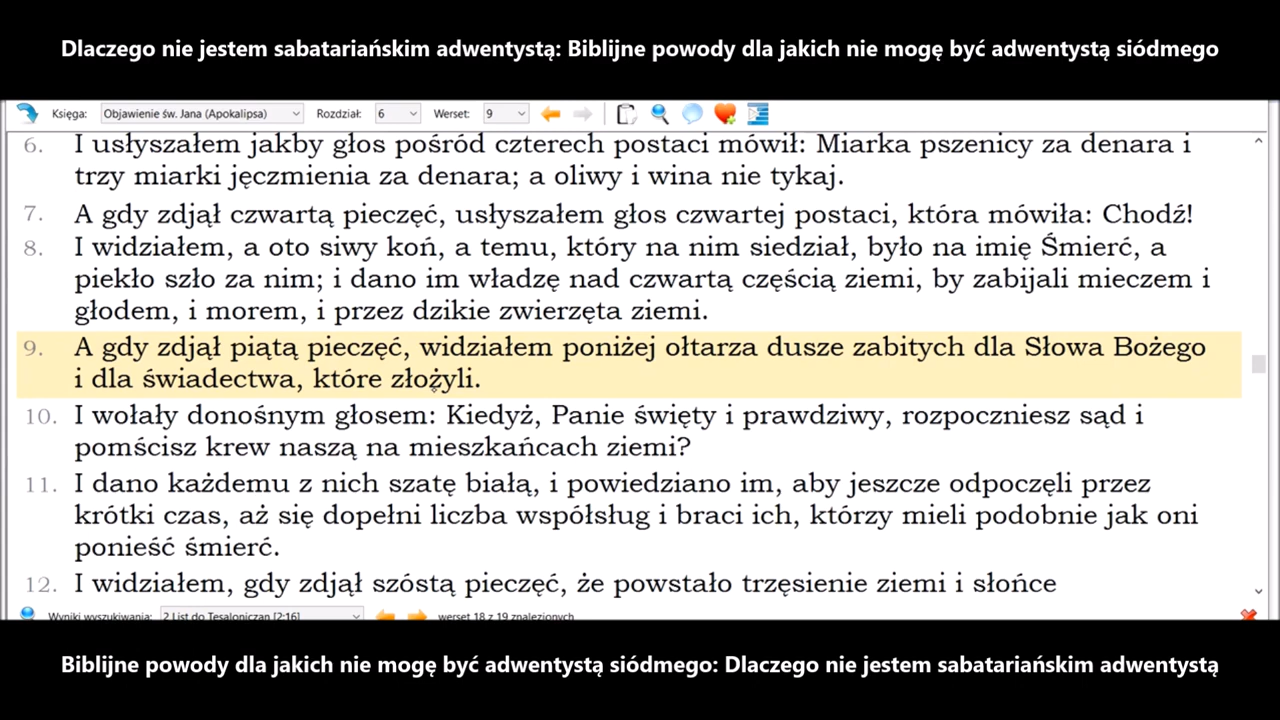 Dlaczego nie jestem sabatariańskim adwentystą: Biblijne powody dla jakich nie mogę być adwentystą siódmego
Księga: Objawienie św. Jana (Apokalipsa) Rozdział: 6 Werset: 9
6. I usłyszałem jakby głos pośród czterech postaci mówił: Miarka pszenicy za denara i
trzy miarki jęczmienia za denara; a oliwy i wina nie tykaj.
7. A gdy zdjął czwartą pieczęć, usłyszałem głos czwartej postaci, która mówiła: Chodź!
8. I widziałem, a oto siwy koń, a temu, który na nim siedział, było na imię Śmierć, a
piekło szło za nim; i dano im władzę nad czwartą częścią ziemi, by zabijali mieczem i
głodem, i morem, i przez dzikie zwierzęta ziemi.
9. A gdy zdjął piątą pieczęć, widziałem poniżej ołtarza dusze zabitych dla Słowa Bożego
i dla świadectwa, które złożyli.
10. I wołały donośnym głosem: Kiedyż, Panie święty i prawdziwy, rozpoczniesz sąd i
pomścisz krew naszą na mieszkańcach ziemi?
11. I dano każdemu z nich szatę białą, i powiedziano im, aby jeszcze odpoczęli przez
krótki czas, aż się dopełni liczba współsług i braci ich, którzy mieli podobnie jak oni
ponieść śmierć.
12. I widziałem, gdy zdjął szóstą pieczęć, że powstało trzęsienie ziemi i słońce
Wyniki wyszukiwania: 2 List do Tesaloniczan [2:16] werset 18 z 19 znalezionych
Biblijne powody dla jakich nie mogę być adwentystą siódmego: Dlaczego nie jestem sabatariańskim adwentystą